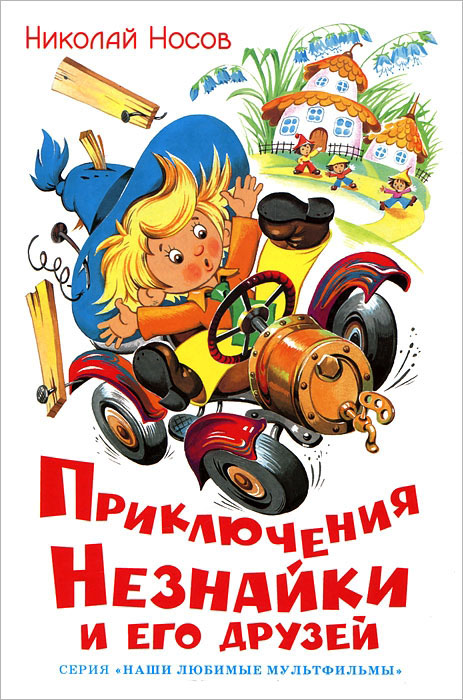 Николай Носов
Приключения
Незнайки
и его друзей
серия «Наши любимые мультфильмы»